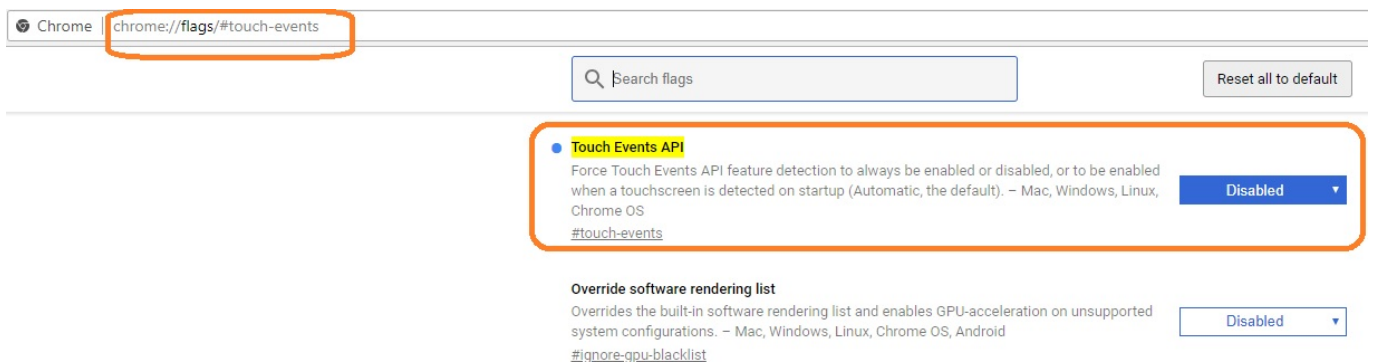 Chrome chrome://flags/#touch-events
Search flags
Reset all to default
Touch Events API
Force Touch Events API feature detection to always be enabled or disabled, or to be enabled
when a touchscreen is detected on startup (Automatic, the default). – Mac, Windows, Linux,
Chrome OS
#touch-events
Disabled
Override software rendering list
Overrides the built-in software rendering list and enables GPU-acceleration on unsupported
system configurations. – Mac, Windows, Linux, Chrome OS, Android
#ignore-gpu-blacklist
Disabled